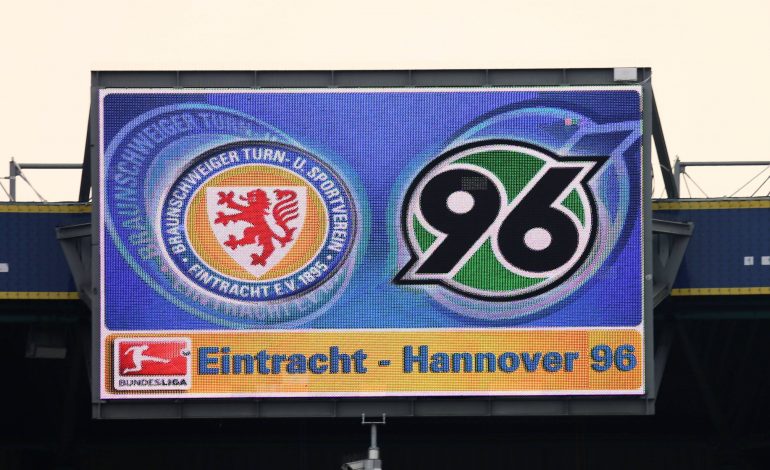 BRAUNSCHWEIGER TURN- U. SPORTVEREIN
EINTRACHT E.V. 1895
96
BUNDESLIGA
Eintracht - Hannover 96